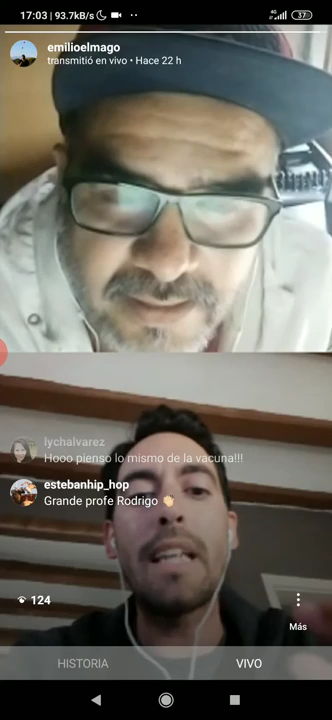 17:03 | 93.7kB/s
4G
37
emilioelmago
transmitió en vivo • Hace 22 h
lychalvarez
Hooo pienso lo mismo de la vacuna!!!
estebanhip_hop
Grande profe Rodrigo 👏🏻
124
Más
HISTORIA
VIVO